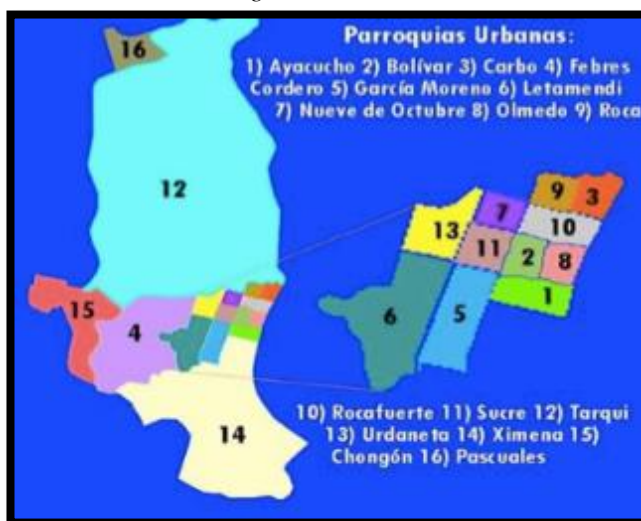 Parroquias Urbanas:
1) Ayacucho 2) Bolívar 3) Carbo 4) Febres
Cordero 5) García Moreno 6) Letamendi
7) Nueve de Octubre 8) Olmedo 9) Roca
16
12
15
4
14
9
3
7
10
13
11
2
8
1
6
5
10) Rocafuerte 11) Sucre 12) Tarqui
13) Urdaneta 14) Ximena 15)
Chongón 16) Pascuales